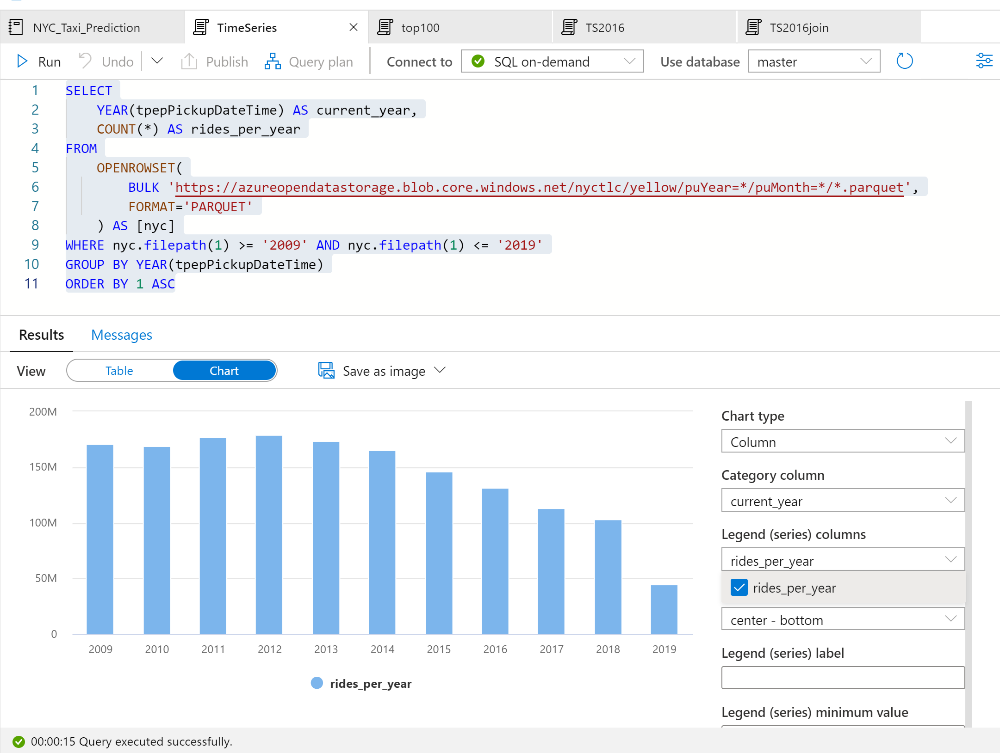 NYC_Taxi_Prediction TimeSeries top100 TS2016 TS2016join
Run Undo Publish Query plan Connect to SQL on-demand Use database master
1 SELECT
2 YEAR(tpepPickupDateTime) AS current_year,
3 COUNT(*) AS rides_per_year
4 FROM
5 OPENROWSET(
6 BULK 'https://azureopendatastorage.blob.core.windows.net/nyctlc/yellow/puYear=*/puMonth=*/*.parquet',
7 FORMAT='PARQUET'
8 ) AS [nyc]
9 WHERE nyc.filepath(1) >= '2009' AND nyc.filepath(1) <= '2019'
10 GROUP BY YEAR(tpepPickupDateTime)
11 ORDER BY 1 ASC
Results Messages
View Table Chart Save as image
200M
150M
100M
50M
0
2009 2010 2011 2012 2013 2014 2015 2016 2017 2018 2019
rides_per_year
Chart type
Column
Category column
current_year
Legend (series) columns
rides_per_year
rides_per_year
center - bottom
Legend (series) label
Legend (series) minimum value
00:00:15 Query executed successfully.